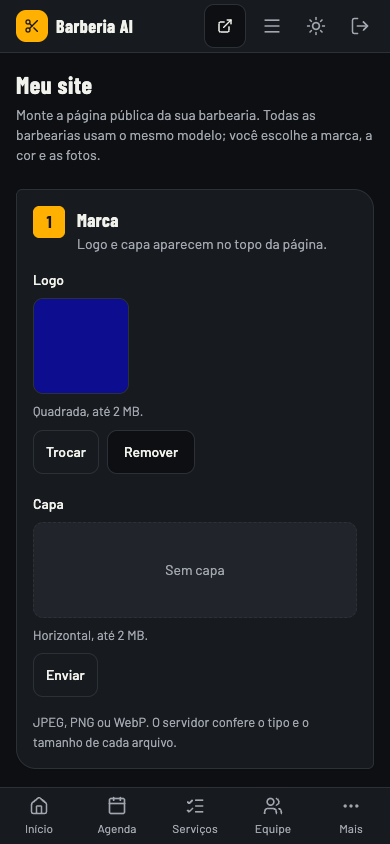 Barberia AI
Meu site
Monte a página pública da sua barbearia. Todas as
barbearias usam o mesmo modelo; você escolhe a marca, a
cor e as fotos.
1
Marca
Logo e capa aparecem no topo da página.
Logo
Quadrada, até 2 MB.
Trocar
Remover
Capa
Sem capa
Horizontal, até 2 MB.
Enviar
JPEG, PNG ou WebP. O servidor confere o tipo e o
tamanho de cada arquivo.
Início
Agenda
Serviços
Equipe
Mais